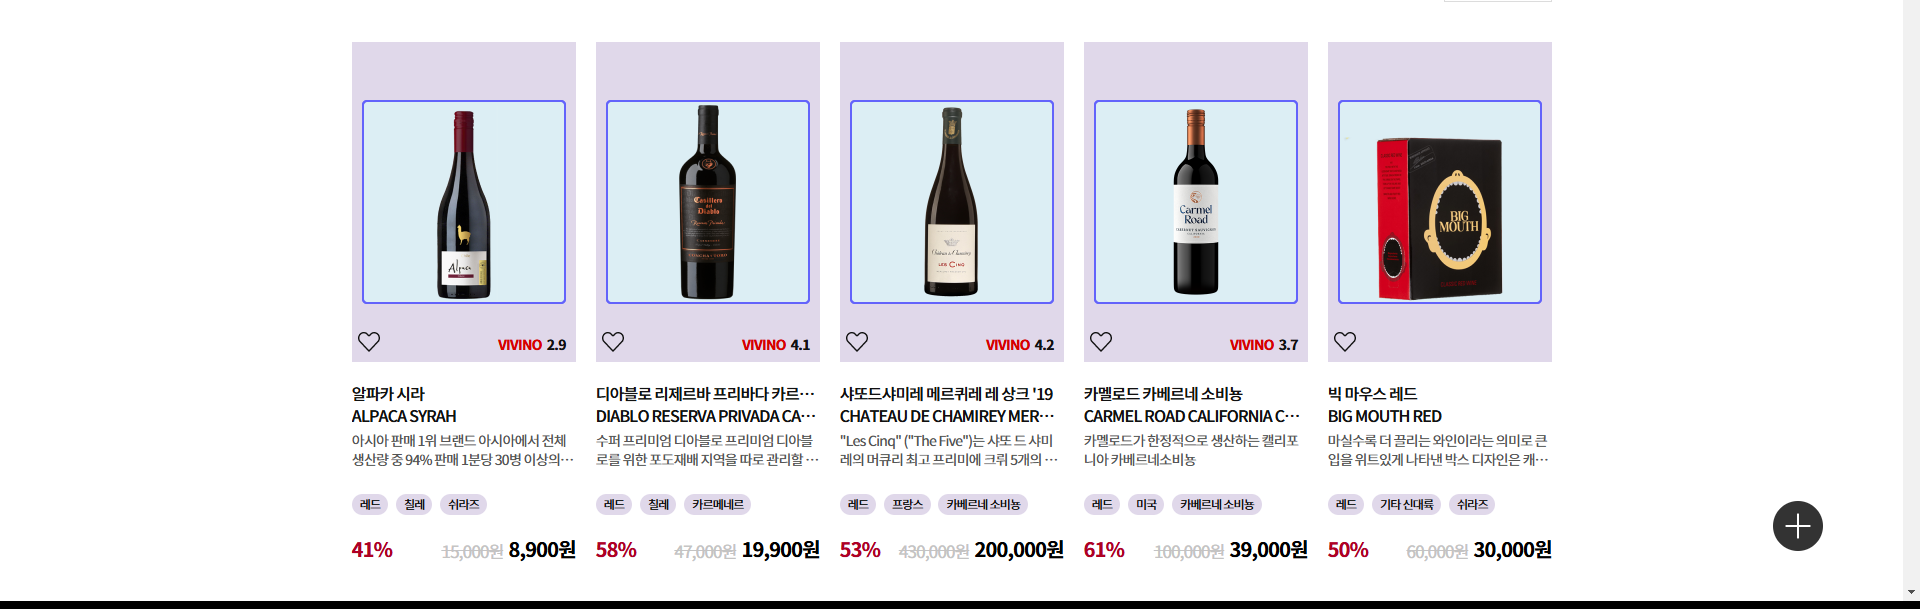 Alpaca
Casillero
del
Diablo
LES CINQ
Carmel
Road
CABERNET SAUVIGNON
BIG
MOUTH
VIVINO 2.9
VIVINO 4.1
VIVINO 4.2
VIVINO 3.7
알파카 시라
ALPACA SYRAH
아시아 판매 1위 브랜드 아시아에서 전체
생산량 중 94% 판매 1분당 30병 이상의…
레드 칠레 쉬라즈
41% 15,000원 8,900원
디아블로 리제르바 프리바다 카르…
DIABLO RESERVA PRIVADA CA…
수퍼 프리미엄 디아블로 프리미엄 디아블
로를 위한 포도재배 지역을 따로 관리할 …
레드 칠레 카르메네르
58% 47,000원 19,900원
샤또드샤미레 메르퀴레 레 상크 '19
CHATEAU DE CHAMIREY MER…
"Les Cinq" ("The Five")는 샤또 드 샤미
레의 머큐리 최고 프리미에 크뤼 5개의 …
레드 프랑스 카베르네 소비뇽
53% 430,000원 200,000원
카멜로드 카베르네 소비뇽
CARMEL ROAD CALIFORNIA C…
카멜로드가 한정적으로 생산하는 캘리포
니아 카베르네소비뇽
레드 미국 카베르네 소비뇽
61% 100,000원 39,000원
빅 마우스 레드
BIG MOUTH RED
마실수록 더 끌리는 와인이라는 의미로 큰
입을 위트있게 나타낸 박스 디자인은 캐…
레드 기타 신대륙 쉬라즈
50% 60,000원 30,000원